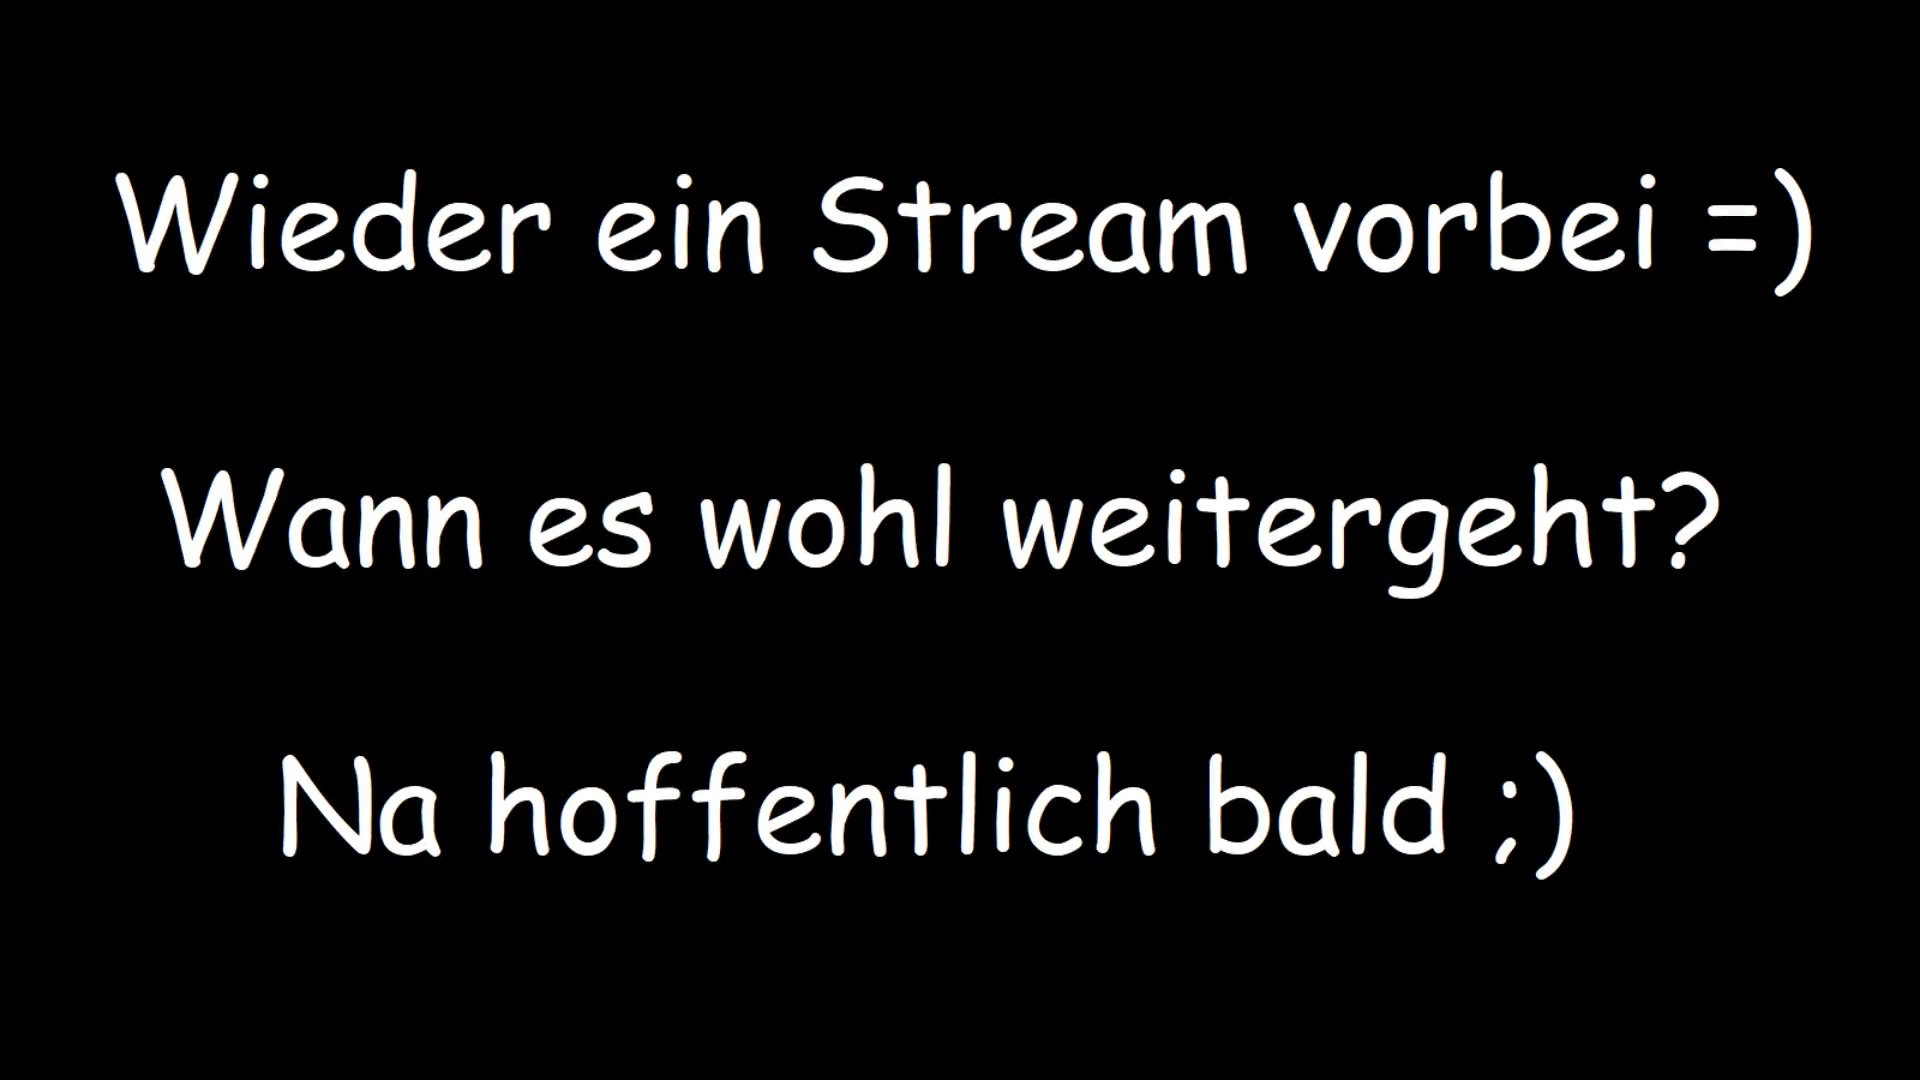 Wieder ein Stream vorbei =)
Wann es wohl weitergeht?
Na hoffentlich bald ;)